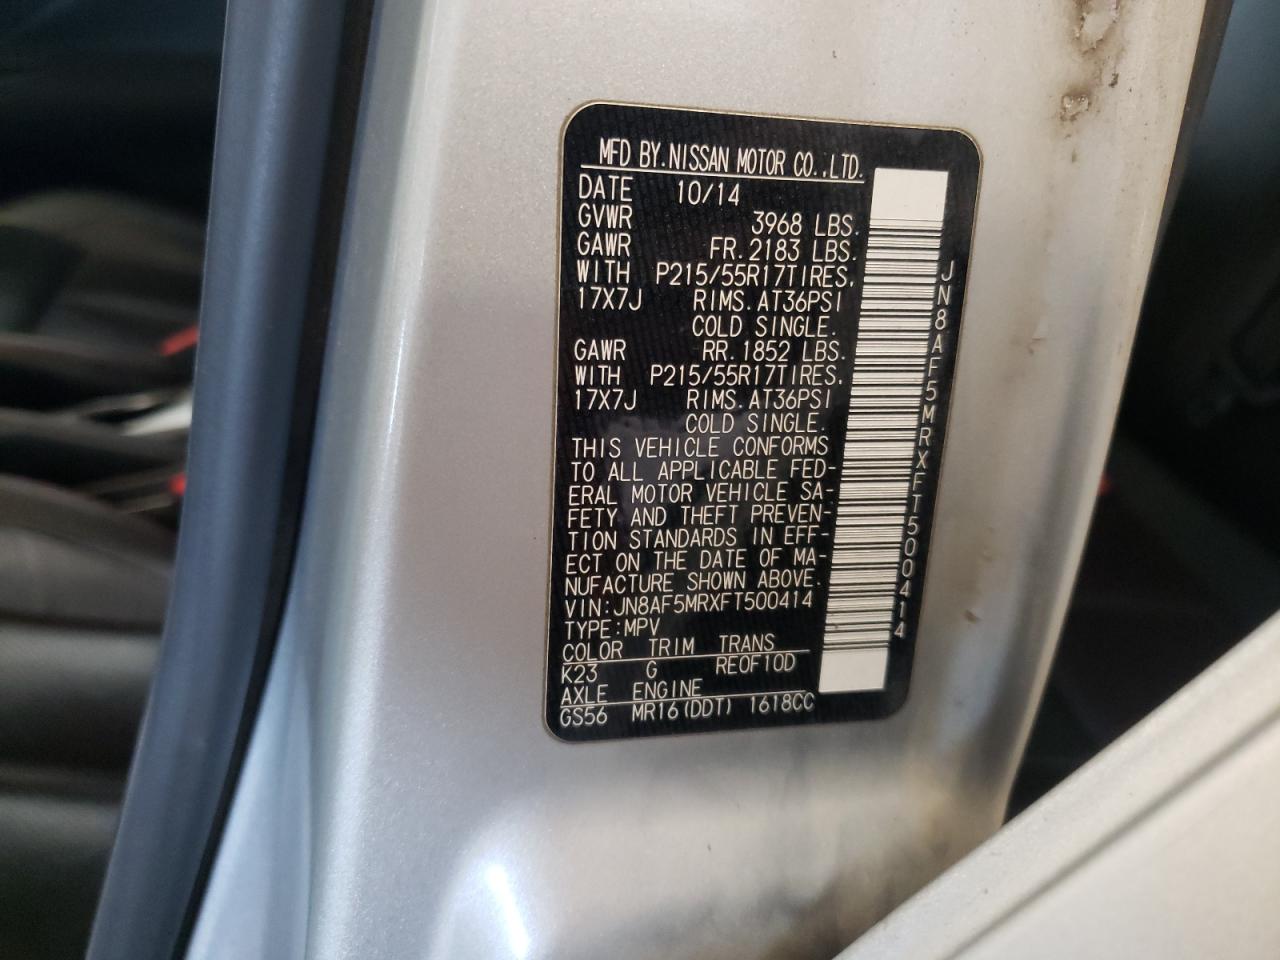 MFD BY.NISSAN MOTOR CO.,LTD.
DATE 10/14
GVWR 3968 LBS.
GAWR FR.2183 LBS.
WITH P215/55R17TIRES.
17X7J RIMS.AT36PSI
COLD SINGLE.
GAWR RR.1852 LBS.
WITH P215/55R17TIRES.
17X7J RIMS.AT36PSI
COLD SINGLE.
THIS VEHICLE CONFORMS
TO ALL APPLICABLE FED-
ERAL MOTOR VEHICLE SA-
FETY AND THEFT PREVEN-
TION STANDARDS IN EFF-
ECT ON THE DATE OF MA-
NUFACTURE SHOWN ABOVE.
VIN:JN8AF5MRXFT500414
TYPE:MPV
COLOR TRIM TRANS
K23 G RE0F10D
AXLE ENGINE
GS56 MR16(DDT) 1618CC
JN8AF5MRXFT500414